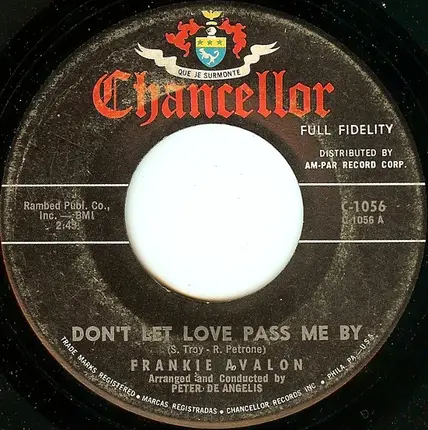 QUE JE SURMONTE
Chancellor
FULL FIDELITY
DISTRIBUTED BY
AM-PAR RECORD CORP.
Rambed Publ. Co.,
Inc. — BMI
2:49
C-1056
C 1056 A
DON'T LET LOVE PASS ME BY
(S. Troy - R. Petrone)
FRANKIE AVALON
Arranged and Conducted by
PETER DE ANGELIS
TRADE MARKS REGISTERED • MARCAS REGISTRADAS • CHANCELLOR RECORDS INC • PHILA, PA.—U.S.A.